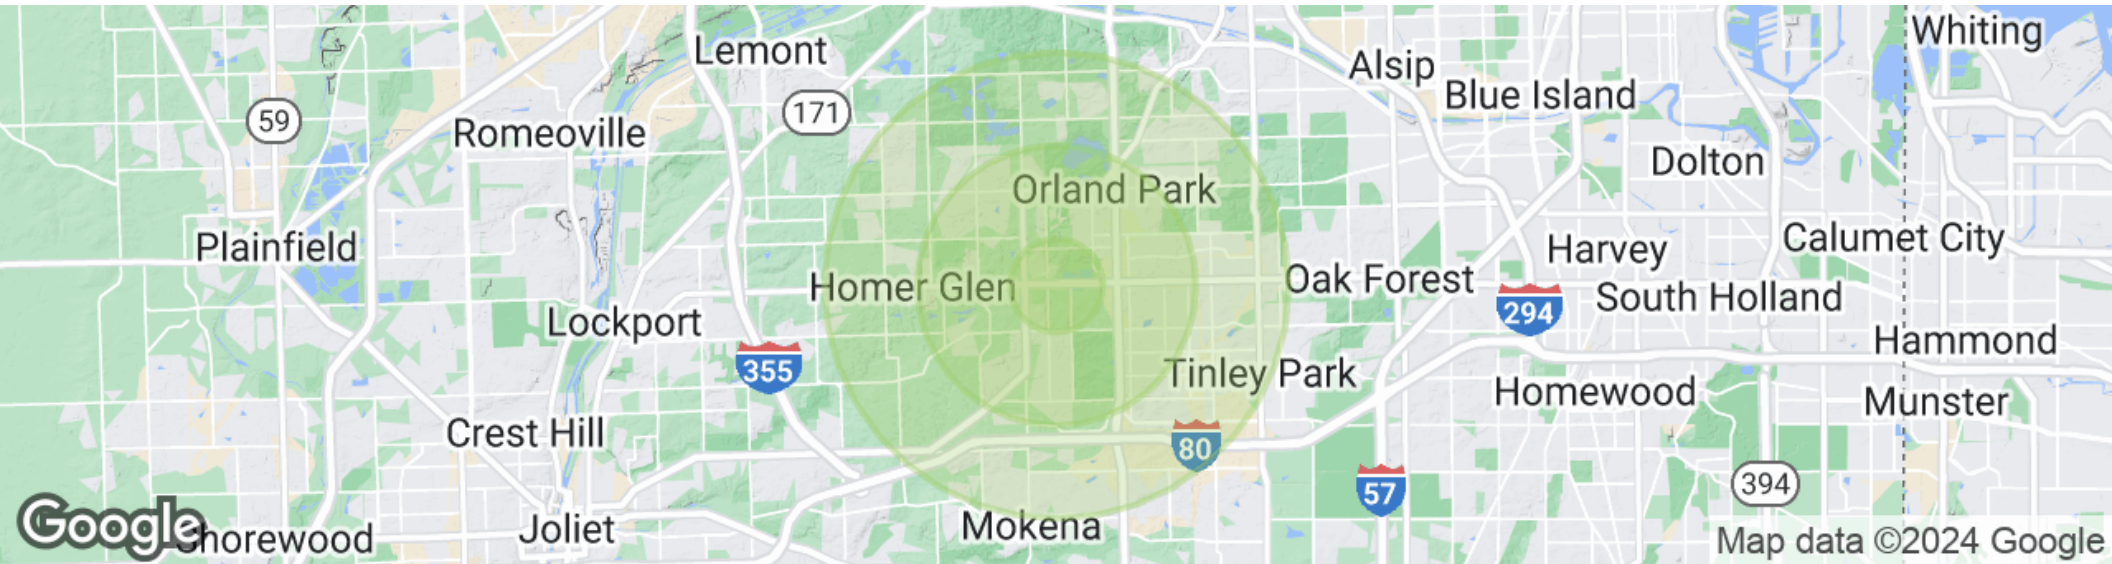 Whiting
Lemont
Alsip
Blue Island
171
59
Romeoville
Dolton
Orland Park
Plainfield
Calumet City
Harvey
Oak Forest
Homer Glen
South Holland
294
Lockport
Hammond
355
Tinley Park
Homewood
Munster
Crest Hill
80
394
57
Google
Shorewood
Joliet
Mokena
Map data ©2024 Google